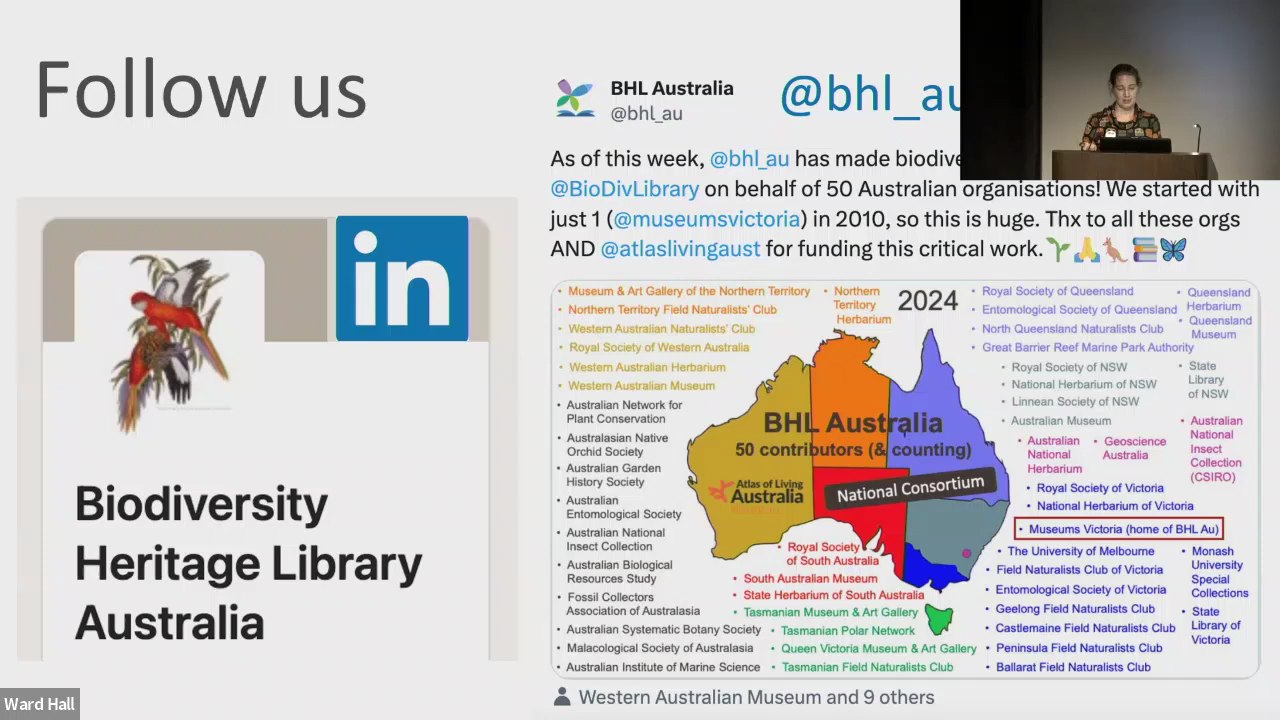 Follow us
BHL Australia
@bhl_au
@bhl_au
As of this week, @bhl_au has made
@BioDivLibrary on behalf of 50 Australian organisations! We started with
just 1 (@museumsvictoria) in 2010, so this is huge. Thx to all these orgs
AND @atlaslivingaust for funding this critical work.
in
Biodiversity
Heritage Library
Australia
2024
• Museum & Art Gallery of the Northern Territory
• Northern Territory Field Naturalists' Club
• Northern
Territory
Herbarium
• Western Australian Naturalists' Club
• Royal Society of Western Australia
• Western Australian Herbarium
• Western Australian Museum
• Australian Network for
Plant Conservation
• Australasian Native
Orchid Society
• Australian Garden
History Society
• Australian
Entomological Society
• Australian National
Insect Collection
• Australian Biological
Resources Study
• Fossil Collectors
Association of Australasia
• Australian Systematic Botany Society
• Malacological Society of Australasia
• Australian Institute of Marine Science
BHL Australia
50 contributors (& counting)
Atlas of Living
Australia
National Consortium
• Royal Society
of South Australia
• South Australian Museum
• State Herbarium of South Australia
• Tasmanian Museum & Art Gallery
• Tasmanian Polar Network
• Queen Victoria Museum & Art Gallery
• Tasmanian Field Naturalists Club
• Royal Society of Queensland
• Entomological Society of Queensland
• North Queensland Naturalists Club
• Great Barrier Reef Marine Park Authority
• Queensland
Herbarium
• Queensland
Museum
• Royal Society of NSW
• National Herbarium of NSW
• Linnean Society of NSW
• Australian Museum
• State
Library
of NSW
• Australian
National
Herbarium
• Geoscience
Australia
• Australian
National
Insect
Collection
(CSIRO)
• Royal Society of Victoria
• National Herbarium of Victoria
• Museums Victoria (home of BHL Au)
• The University of Melbourne
• Field Naturalists Club of Victoria
• Entomological Society of Victoria
• Geelong Field Naturalists Club
• Castlemaine Field Naturalists Club
• Peninsula Field Naturalists Club
• Ballarat Field Naturalists Club
• Monash
University
Special
Collections
• State
Library of
Victoria
Western Australian Museum and 9 others
Ward Hall